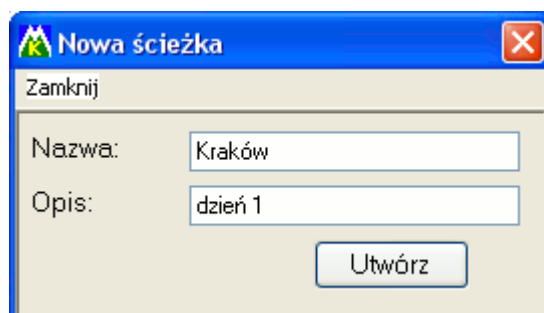 Nowa ścieżka
Zamknij
Nazwa: Kraków
Opis: dzień 1
Utwórz